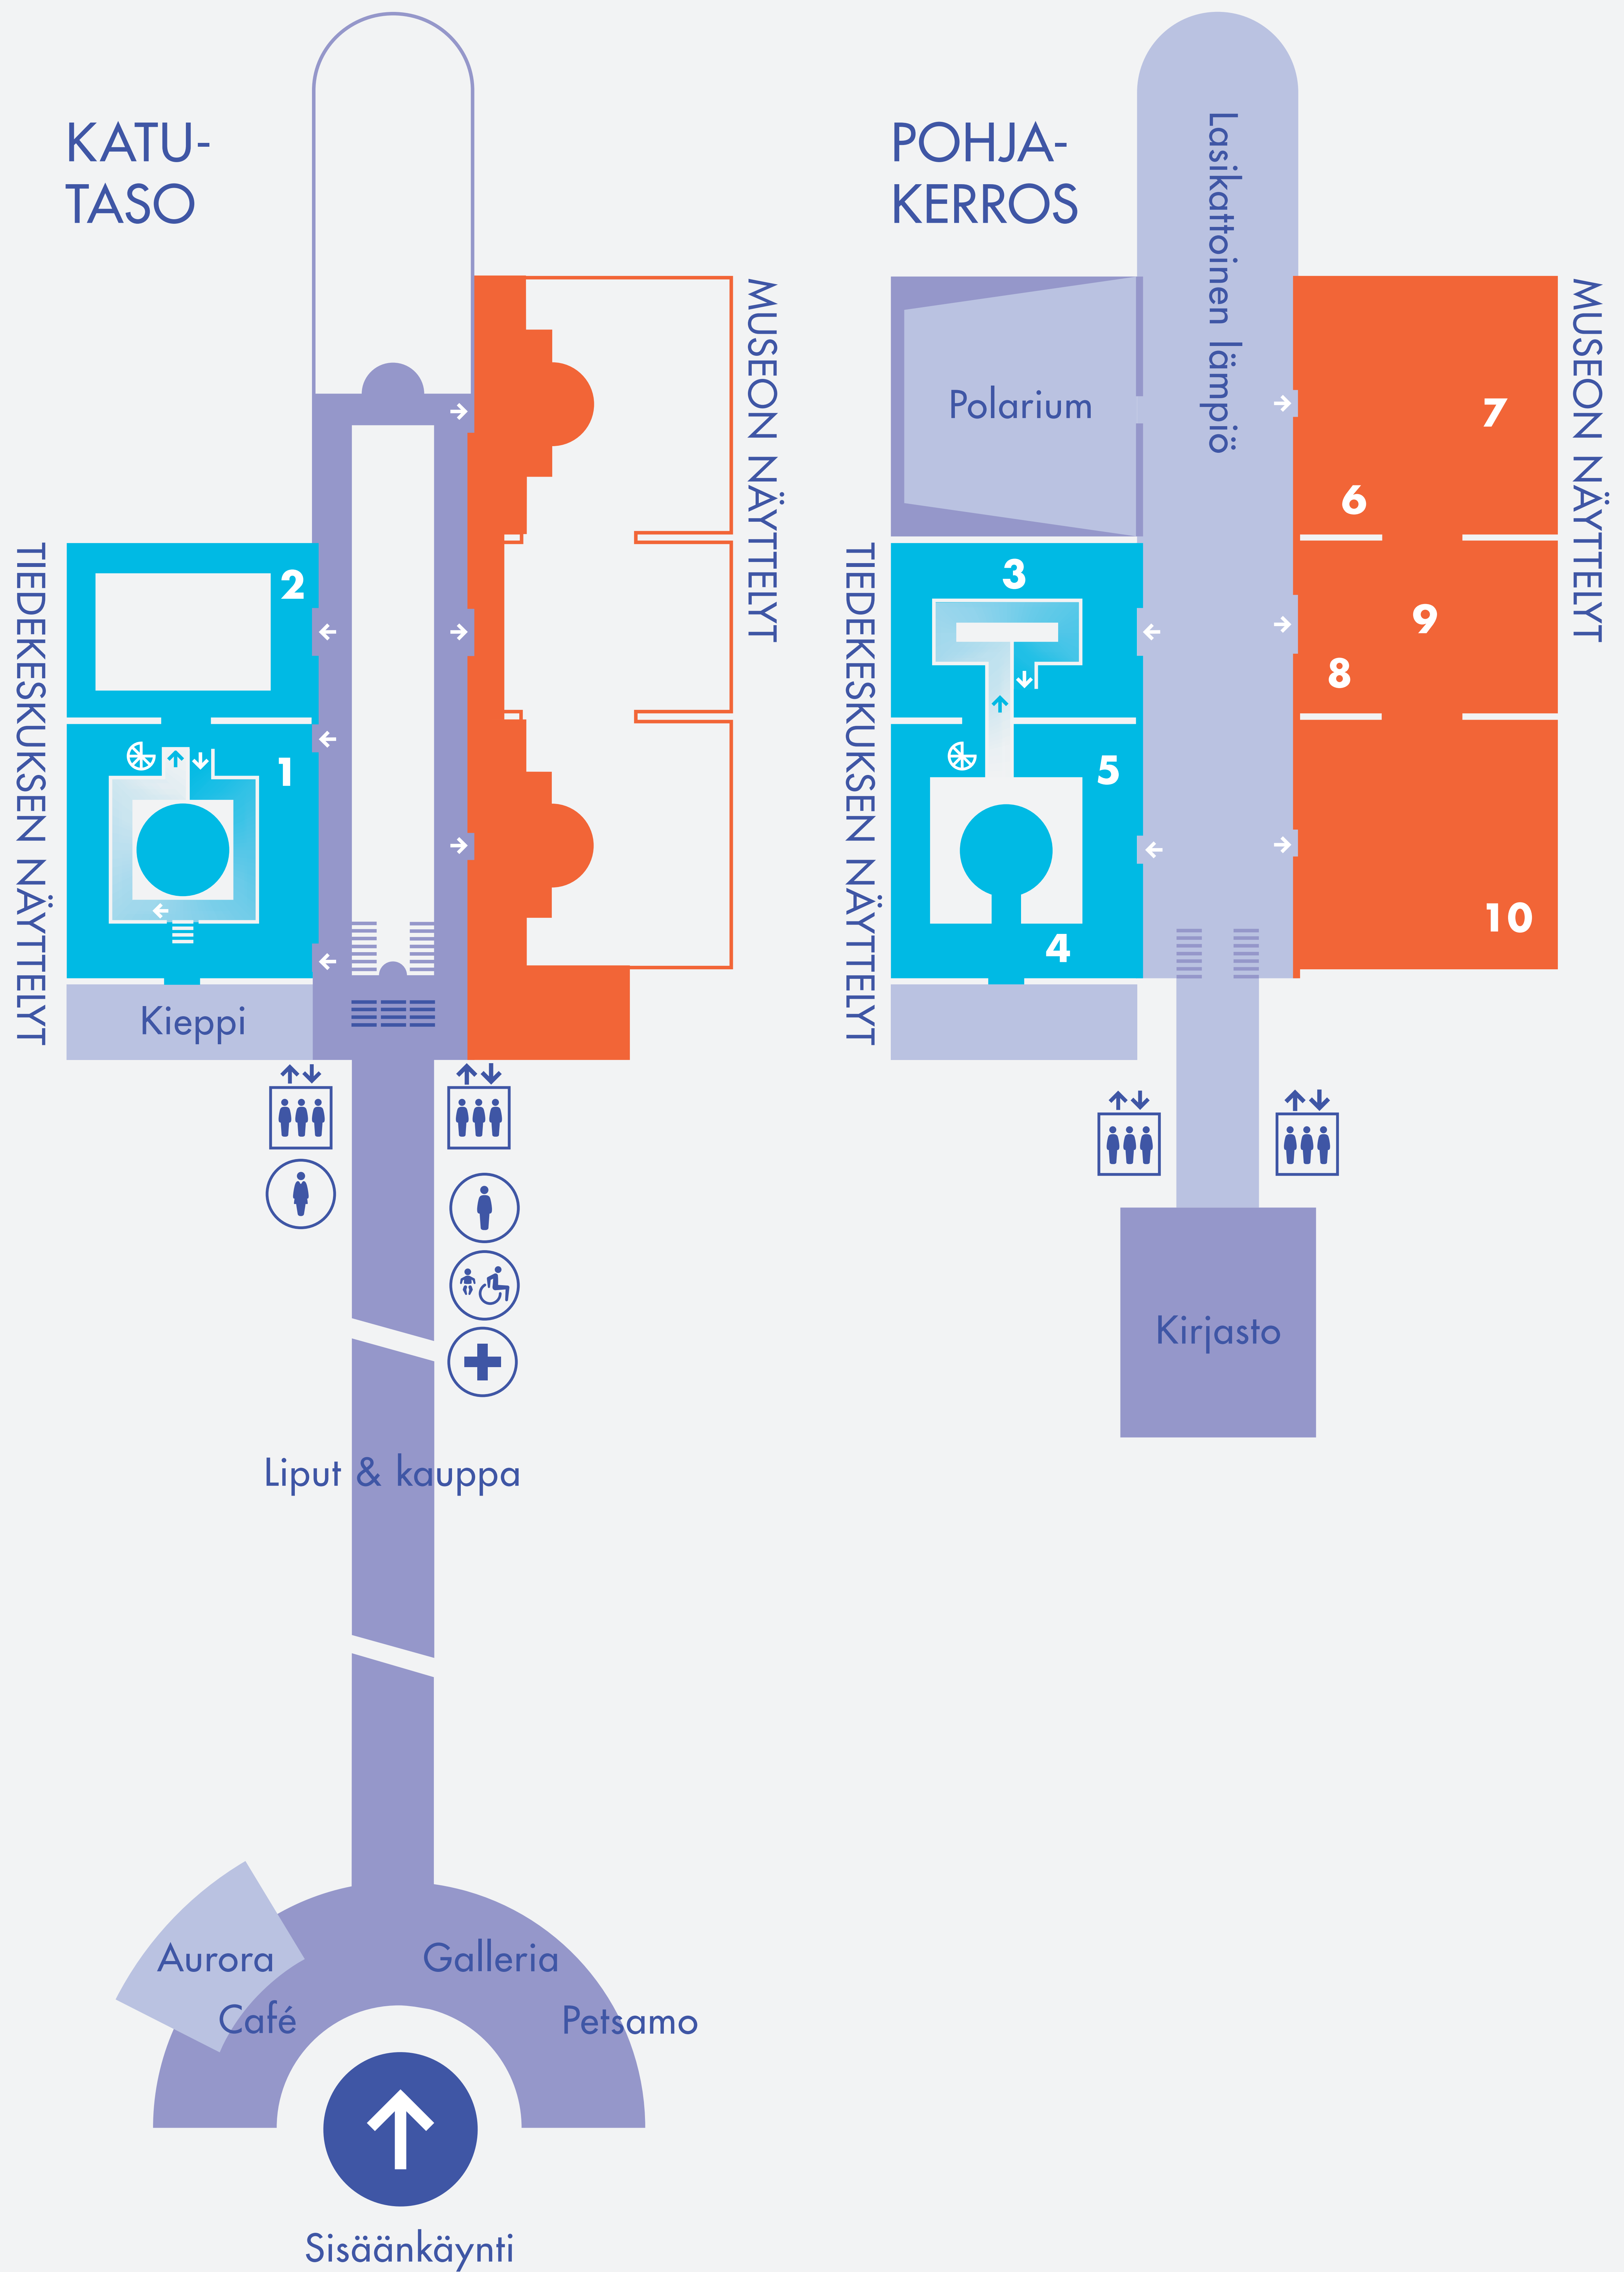 KATU-
TASO
MUSEON NÄYTTELYT
TIEDEKESKUKSEN NÄYTTELYT
2
1
Kieppi
Liput & kauppa
Aurora
Galleria
Café
Petsamo
Sisäänkäynti
POHJA-
KERROS
Lasikattoinen lämpiö
MUSEON NÄYTTELYT
Polarium
7
6
TIEDEKESKUKSEN NÄYTTELYT
3
9
8
5
10
4
Kirjasto